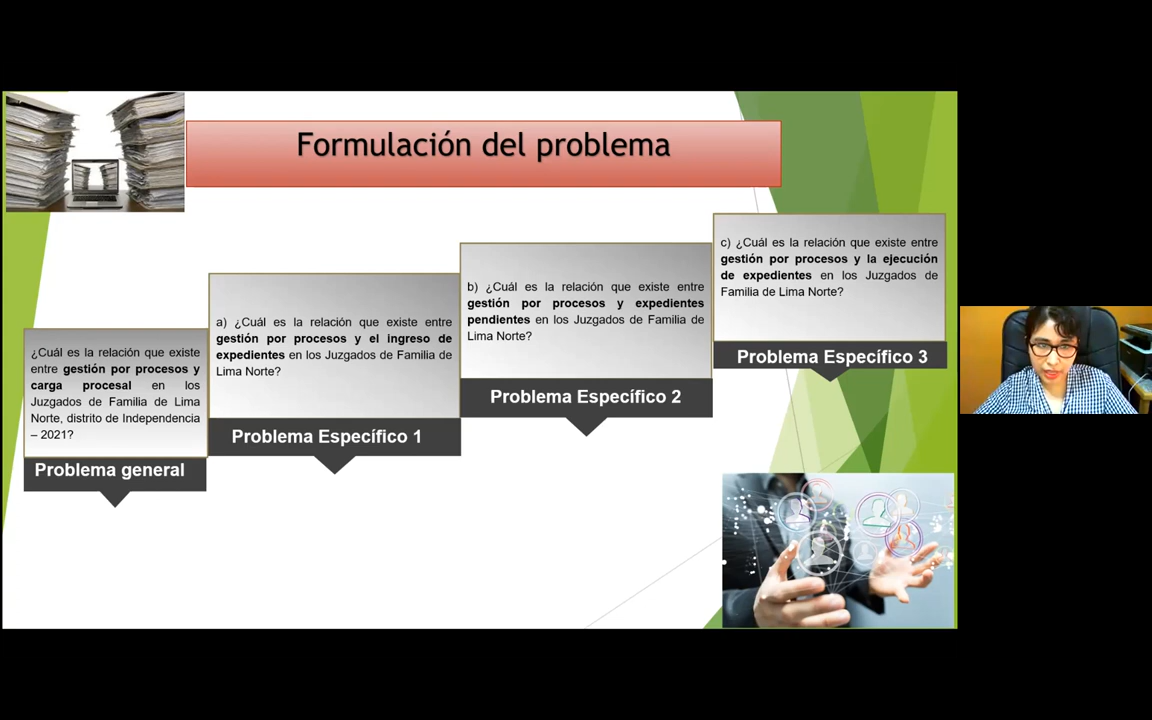 Formulación del problema
¿Cuál es la relación que existe
entre gestión por procesos y
carga procesal en los
Juzgados de Familia de Lima
Norte, distrito de Independencia
– 2021?
Problema general
a) ¿Cuál es la relación que existe entre
gestión por procesos y el ingreso de
expedientes en los Juzgados de Familia de
Lima Norte?
Problema Específico 1
b) ¿Cuál es la relación que existe entre
gestión por procesos y expedientes
pendientes en los Juzgados de Familia de
Lima Norte?
Problema Específico 2
c) ¿Cuál es la relación que existe entre
gestión por procesos y la ejecución
de expedientes en los Juzgados de
Familia de Lima Norte?
Problema Específico 3